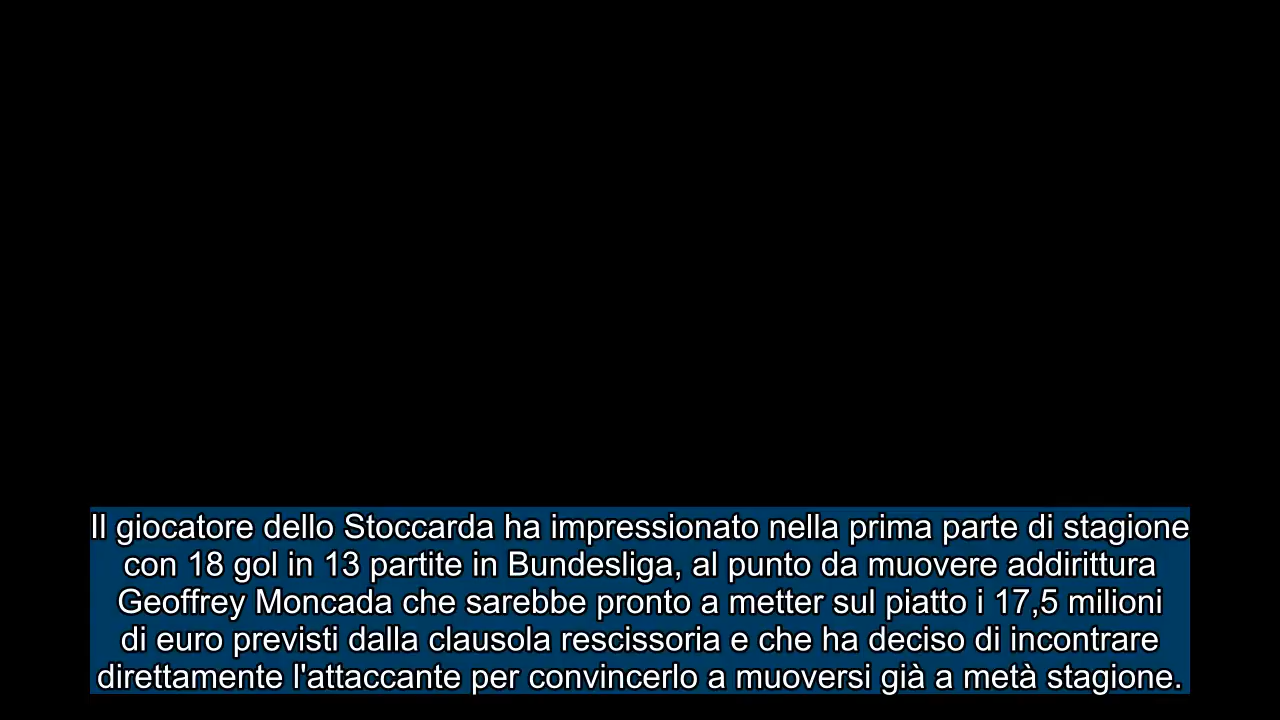 Il giocatore dello Stoccarda ha impressionato nella prima parte di stagione
con 18 gol in 13 partite in Bundesliga, al punto da muovere addirittura
Geoffrey Moncada che sarebbe pronto a metter sul piatto i 17,5 milioni
di euro previsti dalla clausola rescissoria e che ha deciso di incontrare
direttamente l'attaccante per convincerlo a muoversi già a metà stagione.